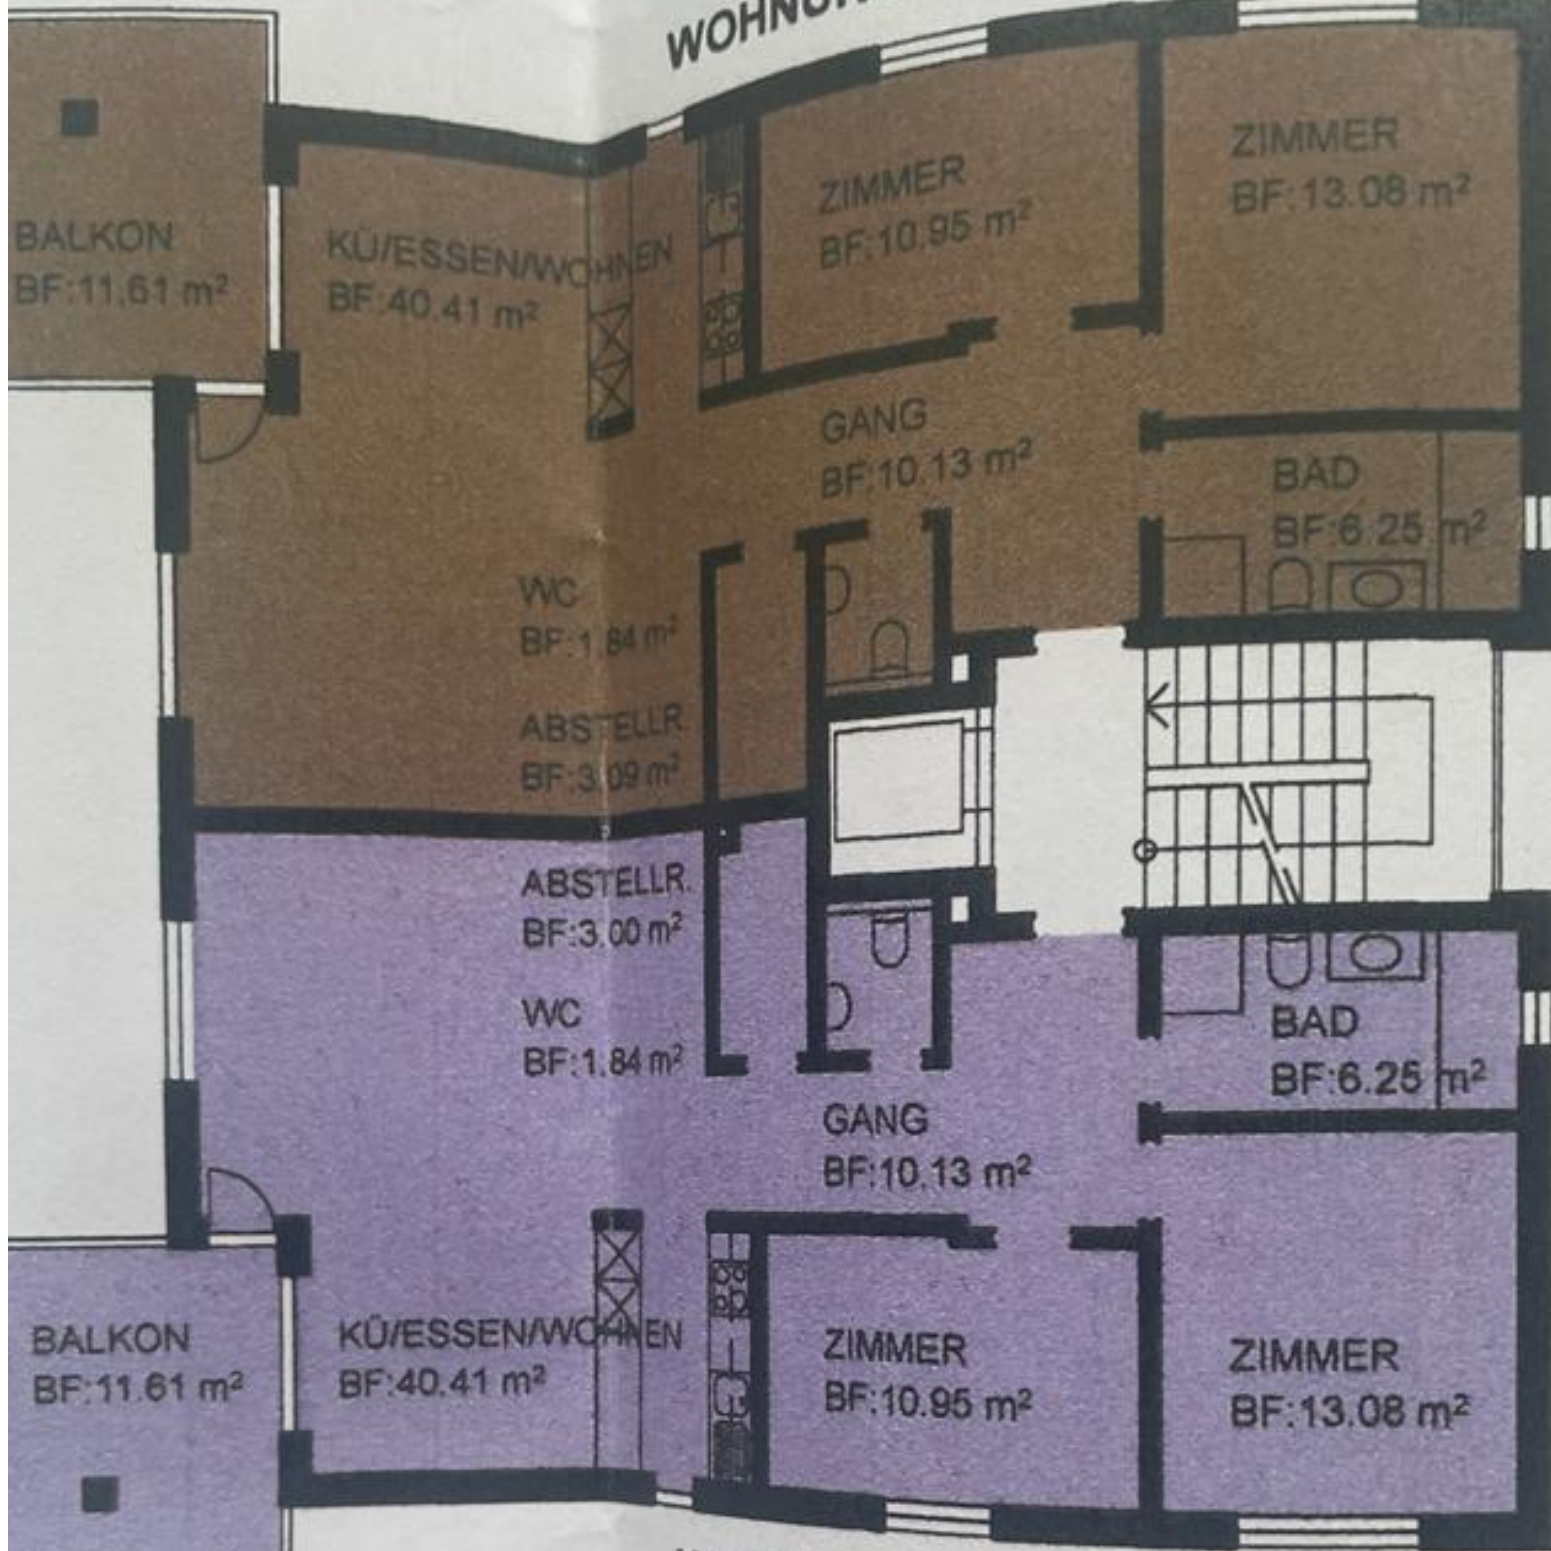 BALKON
BF:11.61 m²
KÜ/ESSEN/WOHNEN
BF:40.41 m²
ZIMMER
BF:10.95 m²
ZIMMER
BF:13.08 m²
GANG
BF:10.13 m²
BAD
BF:6.25 m²
WC
BF:1.84 m²
ABSTELLR.
BF:3.09 m²
ABSTELLR.
BF:3.00 m²
WC
BF:1.84 m²
BAD
BF:6.25 m²
GANG
BF:10.13 m²
BALKON
BF:11.61 m²
KÜ/ESSEN/WOHNEN
BF:40.41 m²
ZIMMER
BF:10.95 m²
ZIMMER
BF:13.08 m²